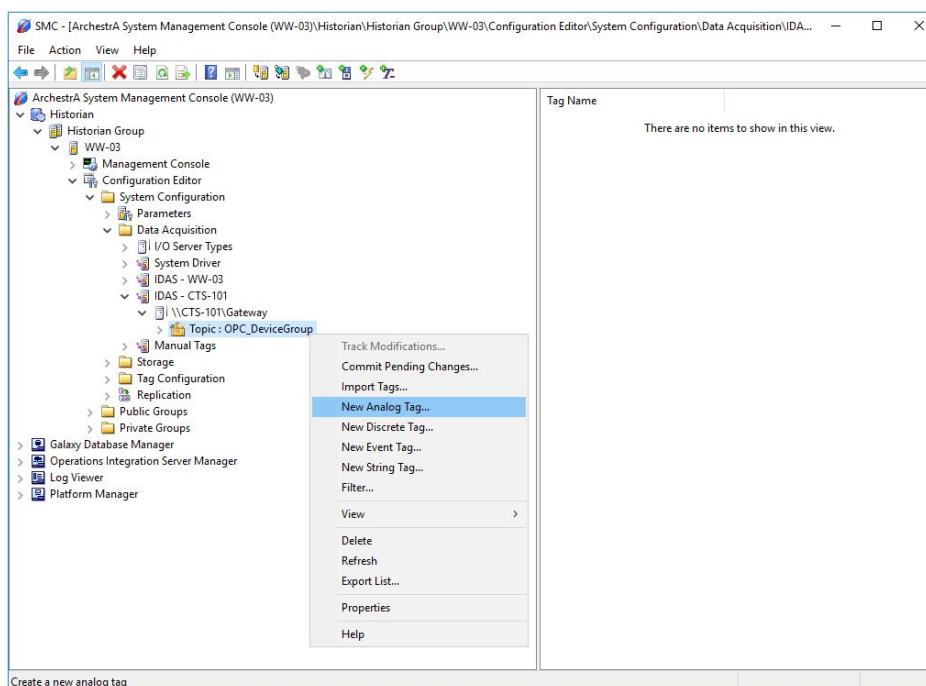 SMC - [ArchestrA System Management Console (WW-03)\Historian\Historian Group\WW-03\Configuration Editor\System Configuration\Data Acquisition\IDA...
File Action View Help
ArchestrA System Management Console (WW-03)
Historian
Historian Group
WW-03
Management Console
Configuration Editor
System Configuration
Parameters
Data Acquisition
I/O Server Types
System Driver
IDAS - WW-03
IDAS - CTS-101
\\CTS-101\Gateway
Topic : OPC_DeviceGroup
Manual Tags
Storage
Tag Configuration
Replication
Public Groups
Private Groups
Galaxy Database Manager
Operations Integration Server Manager
Log Viewer
Platform Manager
Track Modifications...
Commit Pending Changes...
Import Tags...
New Analog Tag...
New Discrete Tag...
New Event Tag...
New String Tag...
Filter...
View
Delete
Refresh
Export List...
Properties
Help
Tag Name
There are no items to show in this view.
Create a new analog tag